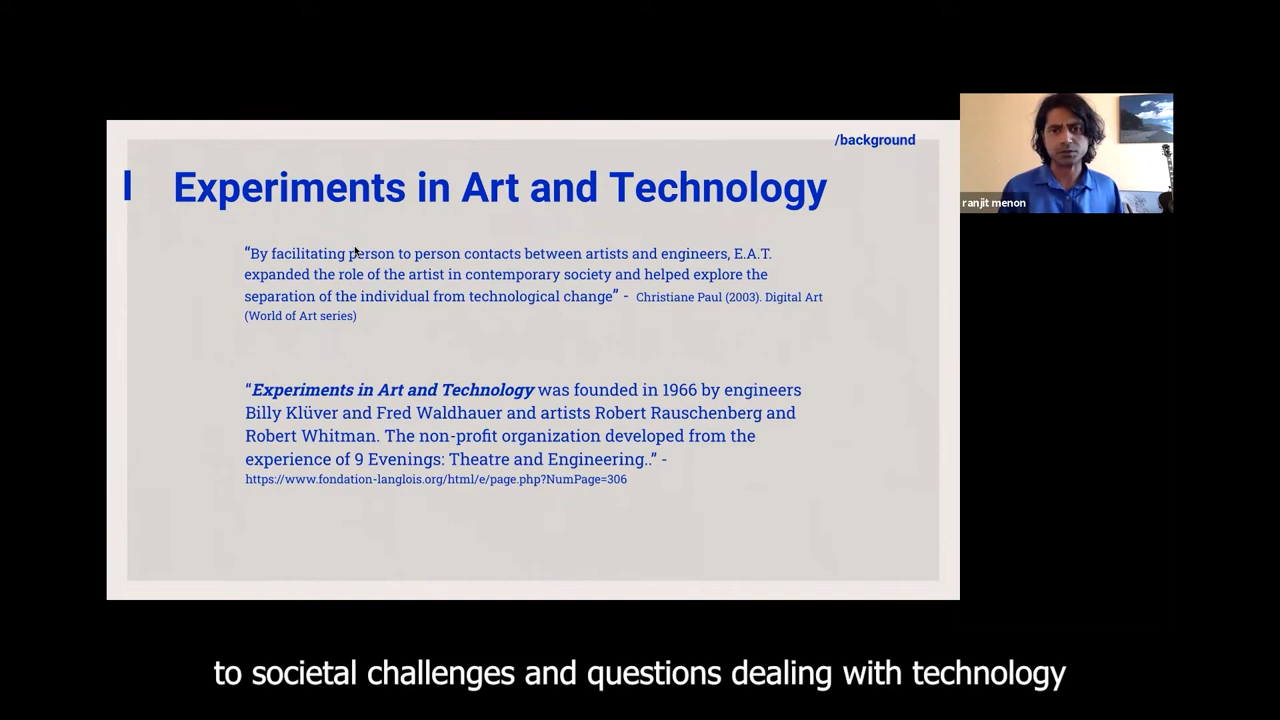 /background
Experiments in Art and Technology
ranjit menon
“By facilitating person to person contacts between artists and engineers, E.A.T.
expanded the role of the artist in contemporary society and helped explore the
separation of the individual from technological change” - Christiane Paul (2003). Digital Art
(World of Art series)
“Experiments in Art and Technology was founded in 1966 by engineers
Billy Klüver and Fred Waldhauer and artists Robert Rauschenberg and
Robert Whitman. The non-profit organization developed from the
experience of 9 Evenings: Theatre and Engineering..” -
https://www.fondation-langlois.org/html/e/page.php?NumPage=306
to societal challenges and questions dealing with technology